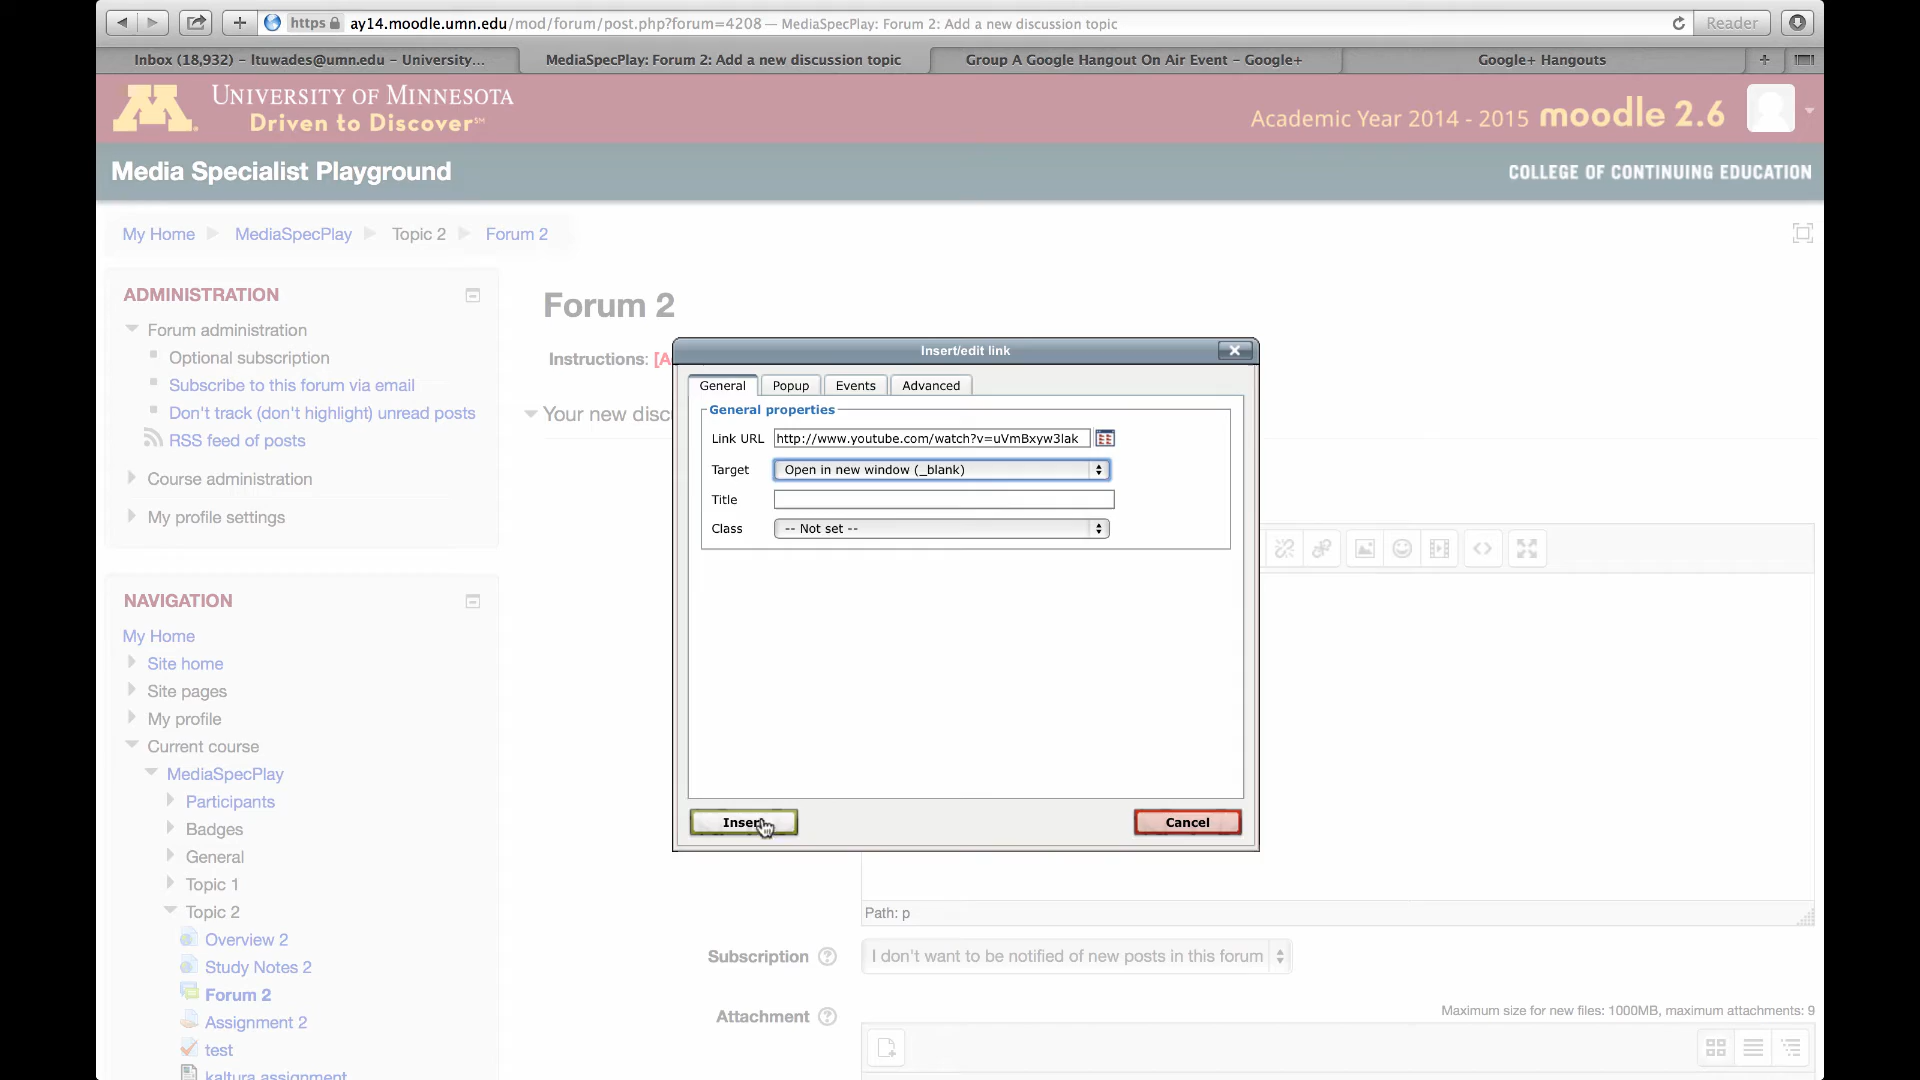 https ay14.moodle.umn.edu/mod/forum/post.php?forum=4208 — MediaSpecPlay: Forum 2: Add a new discussion topic
Reader
Inbox (18,932) – ltuwades@umn.edu – University...
MediaSpecPlay: Forum 2: Add a new discussion topic
Group A Google Hangout On Air Event – Google+
Google+ Hangouts
M
UNIVERSITY OF MINNESOTA
Driven to Discover℠
Academic Year 2014 - 2015 moodle 2.6
Media Specialist Playground
COLLEGE OF CONTINUING EDUCATION
My Home
MediaSpecPlay
Topic 2
Forum 2
ADMINISTRATION
Forum administration
Optional subscription
Subscribe to this forum via email
Don't track (don't highlight) unread posts
RSS feed of posts
Course administration
My profile settings
NAVIGATION
My Home
Site home
Site pages
My profile
Current course
MediaSpecPlay
Participants
Badges
General
Topic 1
Topic 2
Overview 2
Study Notes 2
Forum 2
Assignment 2
test
kaltura assignment
Forum 2
Instructions: [A
Your new disc
Insert/edit link
General
Popup
Events
Advanced
General properties
Link URL http://www.youtube.com/watch?v=uVmBxyw3lak
Target Open in new window (_blank)
Title
Class -- Not set --
Insert
Cancel
Path: p
Subscription I don't want to be notified of new posts in this forum
Attachment
Maximum size for new files: 1000MB, maximum attachments: 9